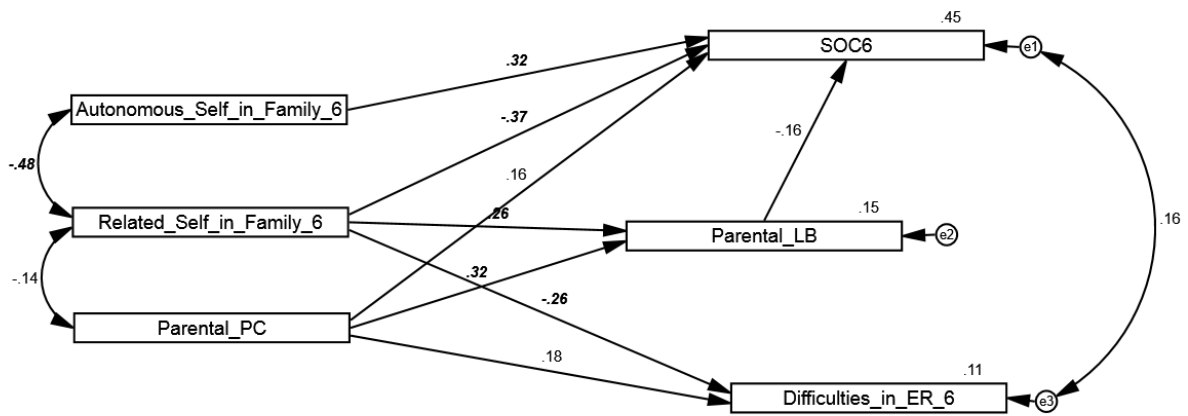 .45
SOC6
e1
.32
Autonomous_Self_in_Family_6
-.37
-.16
-.48
.16
.26
.15
Related_Self_in_Family_6
Parental_LB
e2
.16
.32
-.14
-.26
Parental_PC
.18
.11
Difficulties_in_ER_6
e3